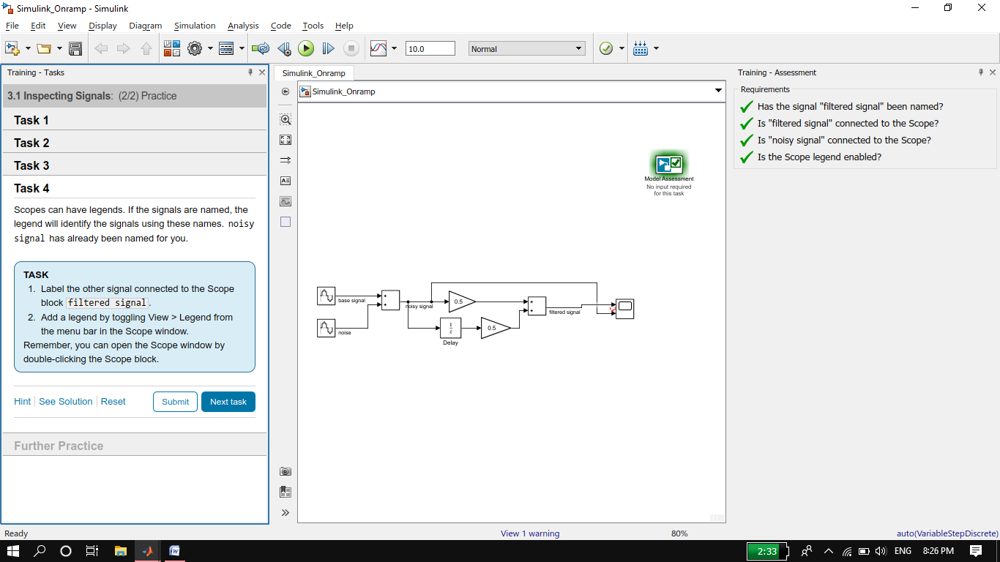 Simulink_Onramp - Simulink
File Edit View Display Diagram Simulation Analysis Code Tools Help
10.0 Normal
Training - Tasks
3.1 Inspecting Signals: (2/2) Practice
Task 1
Task 2
Task 3
Task 4
Scopes can have legends. If the signals are named, the
legend will identify the signals using these names. noisy
signal has already been named for you.
TASK
1. Label the other signal connected to the Scope
block filtered signal.
2. Add a legend by toggling View > Legend from
the menu bar in the Scope window.
Remember, you can open the Scope window by
double-clicking the Scope block.
Hint See Solution Reset Submit Next task
Further Practice
Simulink_Onramp
Simulink_Onramp
Model Assessment
No input required
for this task
base signal
noise
noisy signal
0.5
1
z
Delay
0.5
filtered signal
Training - Assessment
Requirements
Has the signal "filtered signal" been named?
Is "filtered signal" connected to the Scope?
Is "noisy signal" connected to the Scope?
Is the Scope legend enabled?
Ready View 1 warning 80% auto(VariableStepDiscrete)
2:33 ENG 8:26 PM